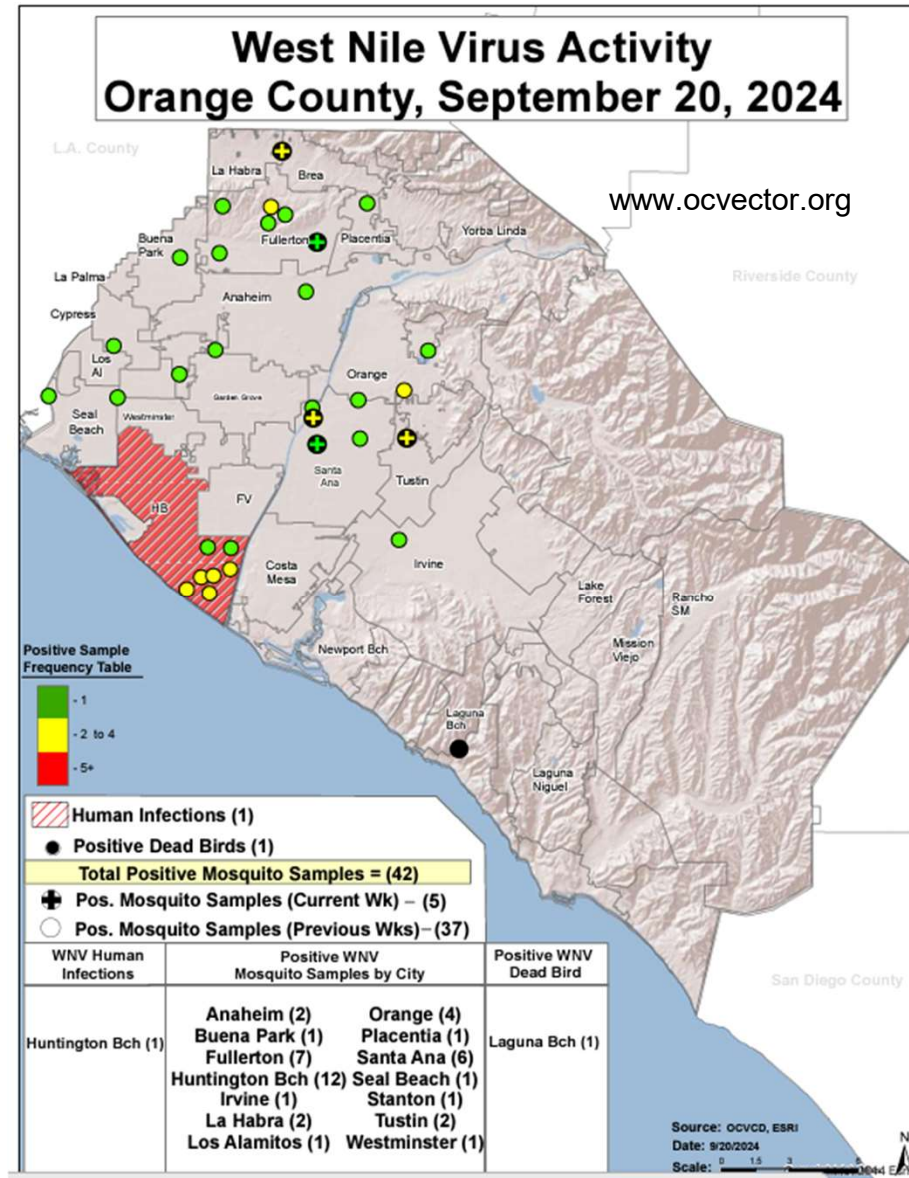 West Nile Virus Activity
Orange County, September 20, 2024
L.A. County
www.ocvector.org
La Habra
Brea
Buena
Park
Fullerton
Placentia
Yorba Linda
La Palma
Riverside County
Anaheim
Cypress
Los
Al
Orange
Garden Grove
Seal
Beach
Westminster
Santa
Ana
Tustin
HB
FV
Costa
Mesa
Irvine
Lake
Forest
Rancho
SM
Mission
Viejo
Newport Bch
Laguna
Bch
Laguna
Niguel
Positive Sample
Frequency Table
- 1
- 2 to 4
- 5+
Human Infections (1)
Positive Dead Birds (1)
Total Positive Mosquito Samples = (42)
Pos. Mosquito Samples (Current Wk) – (5)
Pos. Mosquito Samples (Previous Wks)–(37)
WNV Human
Infections
Positive WNV
Mosquito Samples by City
Positive WNV
Dead Bird
San Diego County
Huntington Bch (1)
Anaheim (2) Orange (4)
Buena Park (1) Placentia (1)
Fullerton (7) Santa Ana (6)
Huntington Bch (12) Seal Beach (1)
Irvine (1) Stanton (1)
La Habra (2) Tustin (2)
Los Alamitos (1) Westminster (1)
Laguna Bch (1)
Source: OCVCD, ESRI
Date: 9/20/2024
Scale: 0 1.5 3 6
N